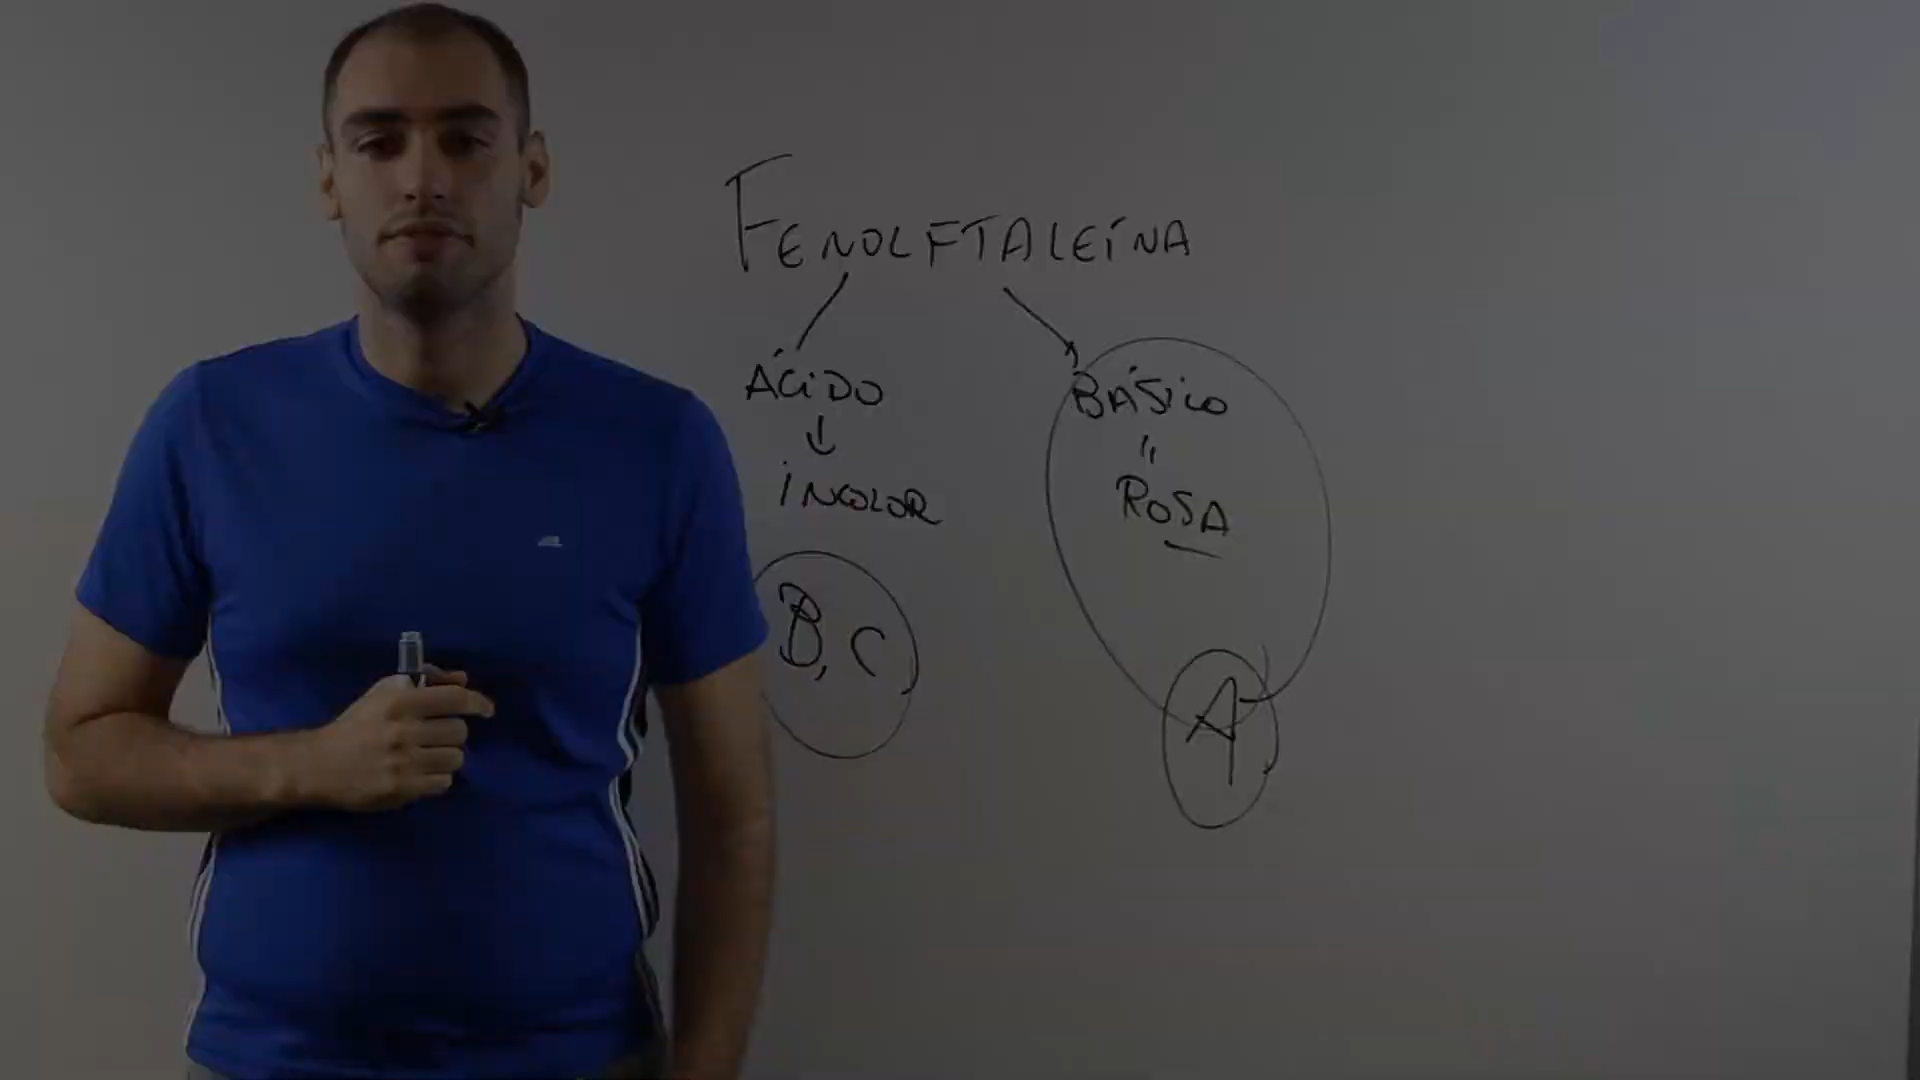 FENOLFTALEÍNA
ÁCIDO
INCOLOR
B, C
BÁSICO
ROSA
A